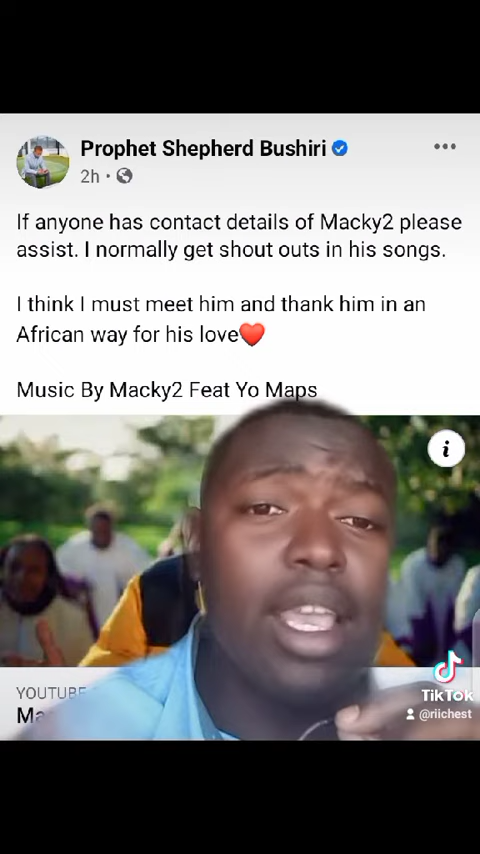 Prophet Shepherd Bushiri
2h
If anyone has contact details of Macky2 please
assist. I normally get shout outs in his songs.
I think I must meet him and thank him in an
African way for his love❤️
Music By Macky2 Feat Yo Maps
i
YOUTUBE
TikTok
@riichest